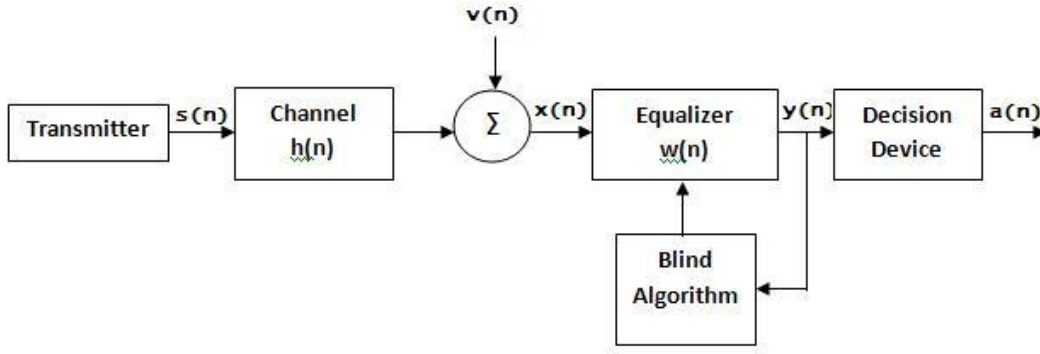 v(n)
Transmitter
s(n)
Channel
h(n)
Σ
x(n)
Equalizer
w(n)
y(n)
Decision
Device
a(n)
Blind
Algorithm